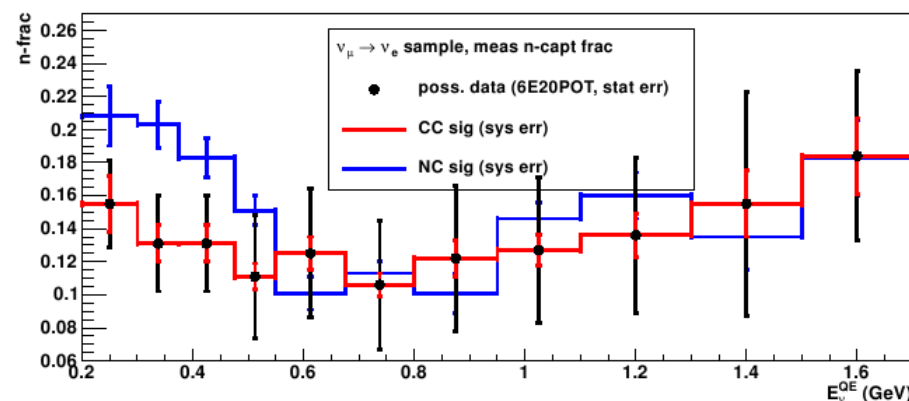 n-frac
0.26
0.24
0.22
0.2
0.18
0.16
0.14
0.12
0.1
0.08
0.06
ν_μ → ν_e sample, meas n-capt frac
poss. data (6E20POT, stat err)
CC sig (sys err)
NC sig (sys err)
0.2 0.4 0.6 0.8 1 1.2 1.4 1.6
E_ν^QE (GeV)